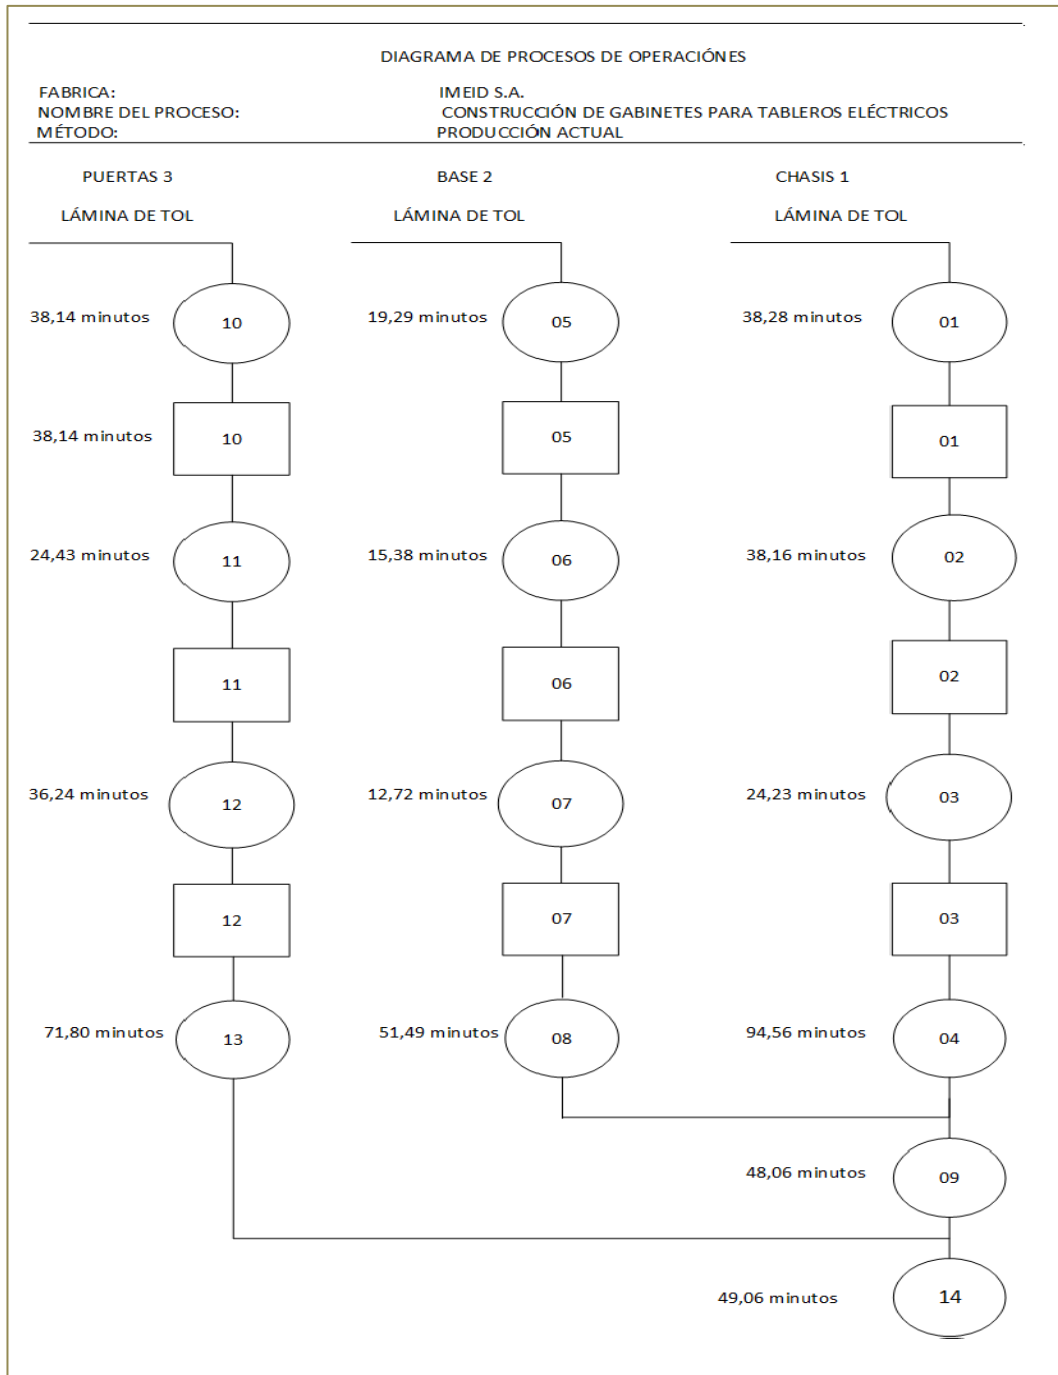 DIAGRAMA DE PROCESOS DE OPERACIÓNES
FABRICA: IMEID S.A.
NOMBRE DEL PROCESO: CONSTRUCCIÓN DE GABINETES PARA TABLEROS ELÉCTRICOS
MÉTODO: PRODUCCIÓN ACTUAL
PUERTAS 3 BASE 2 CHASIS 1
LÁMINA DE TOL LÁMINA DE TOL LÁMINA DE TOL
38,14 minutos 10 19,29 minutos 05 38,28 minutos 01
38,14 minutos 10 05 01
24,43 minutos 11 15,38 minutos 06 38,16 minutos 02
11 06 02
36,24 minutos 12 12,72 minutos 07 24,23 minutos 03
12 07 03
71,80 minutos 13 51,49 minutos 08 94,56 minutos 04
48,06 minutos 09
49,06 minutos 14